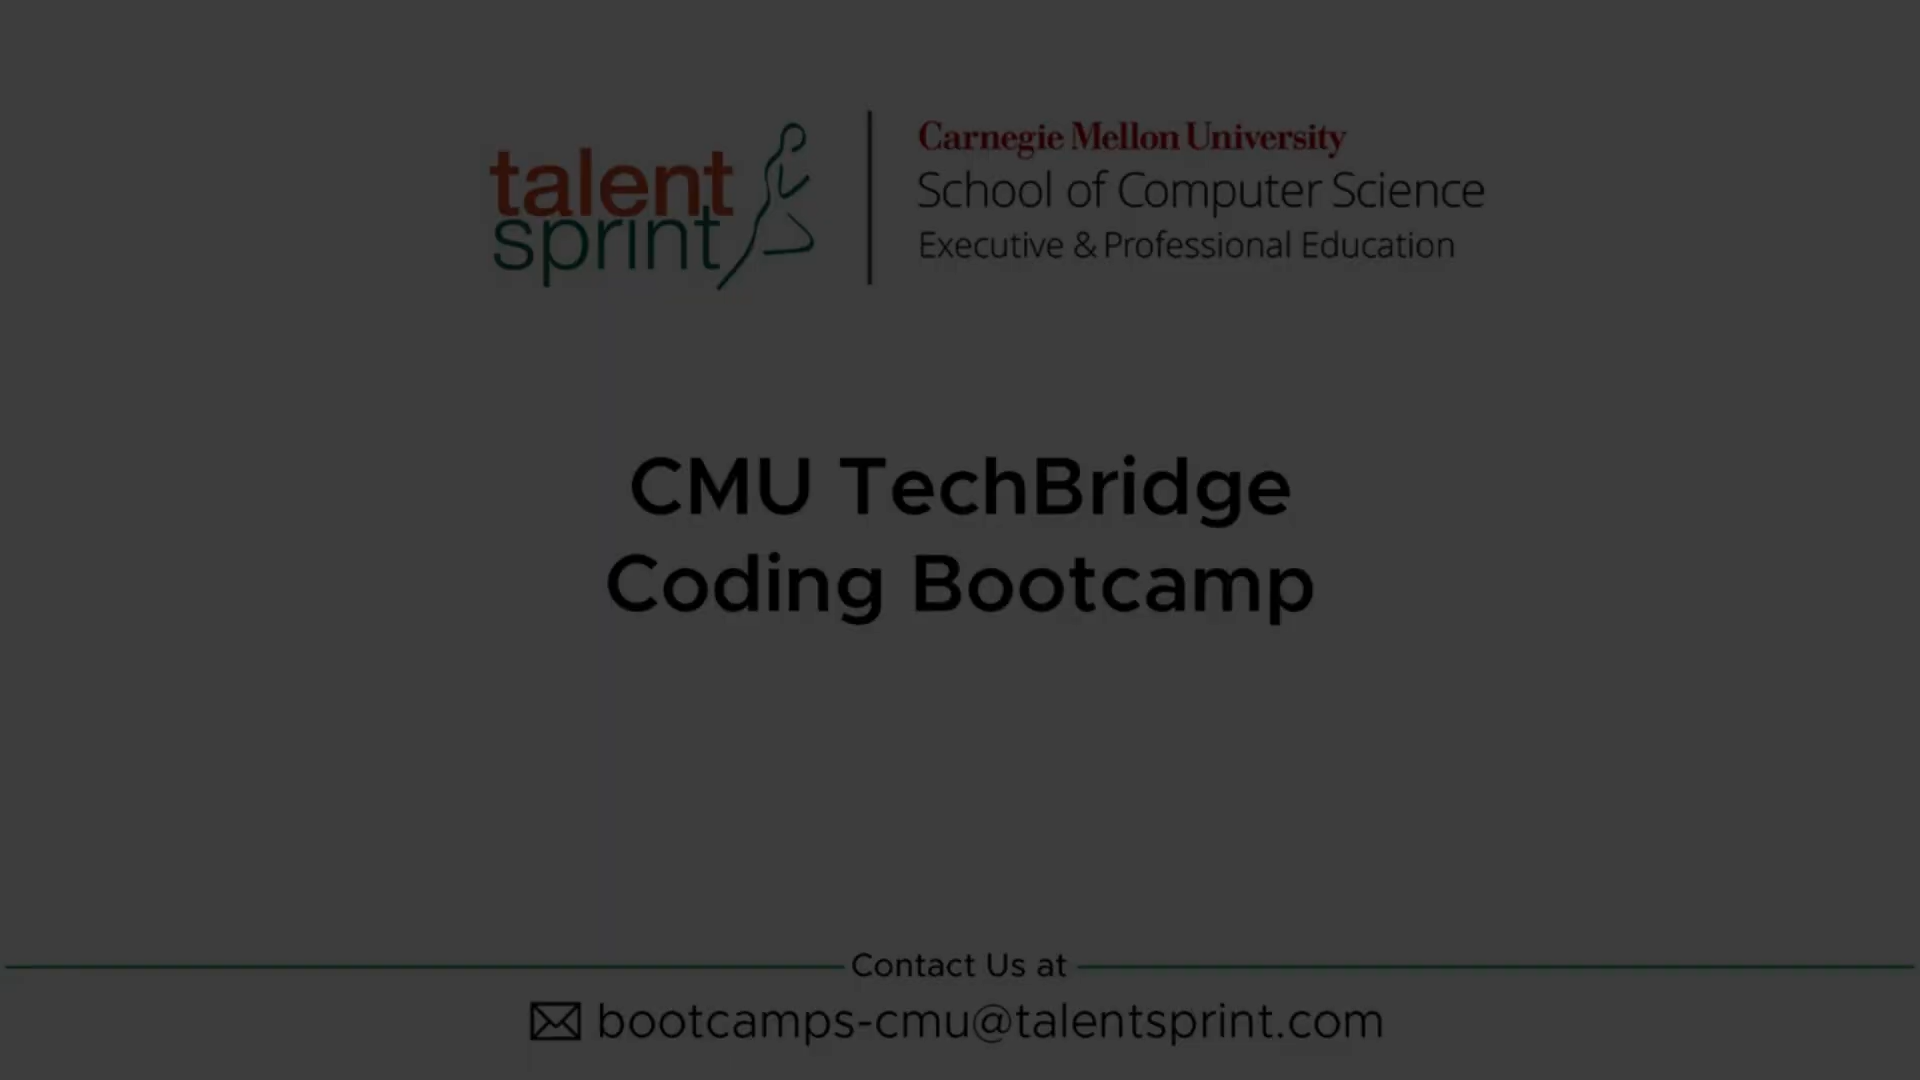 talent
sprint
Carnegie Mellon University
School of Computer Science
Executive & Professional Education
CMU TechBridge
Coding Bootcamp
Contact Us at
bootcamps-cmu@talentsprint.com